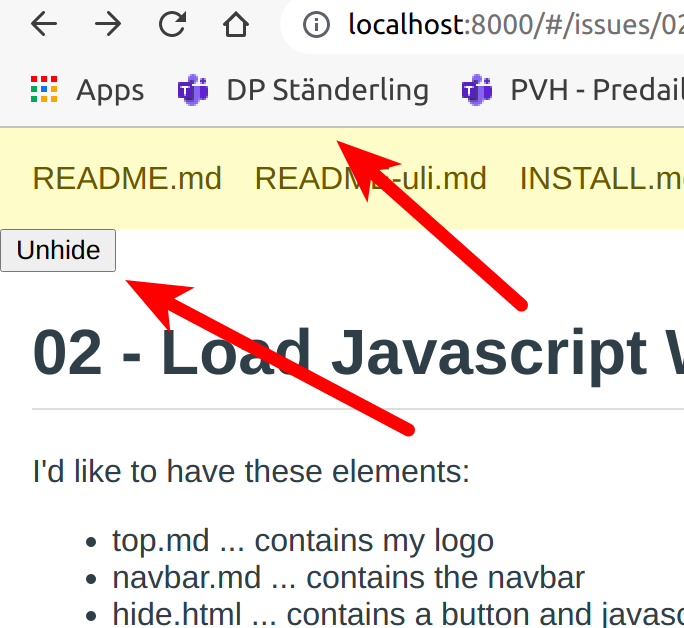 localhost:8000/#/issues/02
Apps DP Ständerling PVH - Predail
README.md README-uli.md INSTALL.m
Unhide
02 - Load Javascript
I'd like to have these elements:
top.md ... contains my logo
navbar.md ... contains the navbar
hide.html ... contains a button and javasc